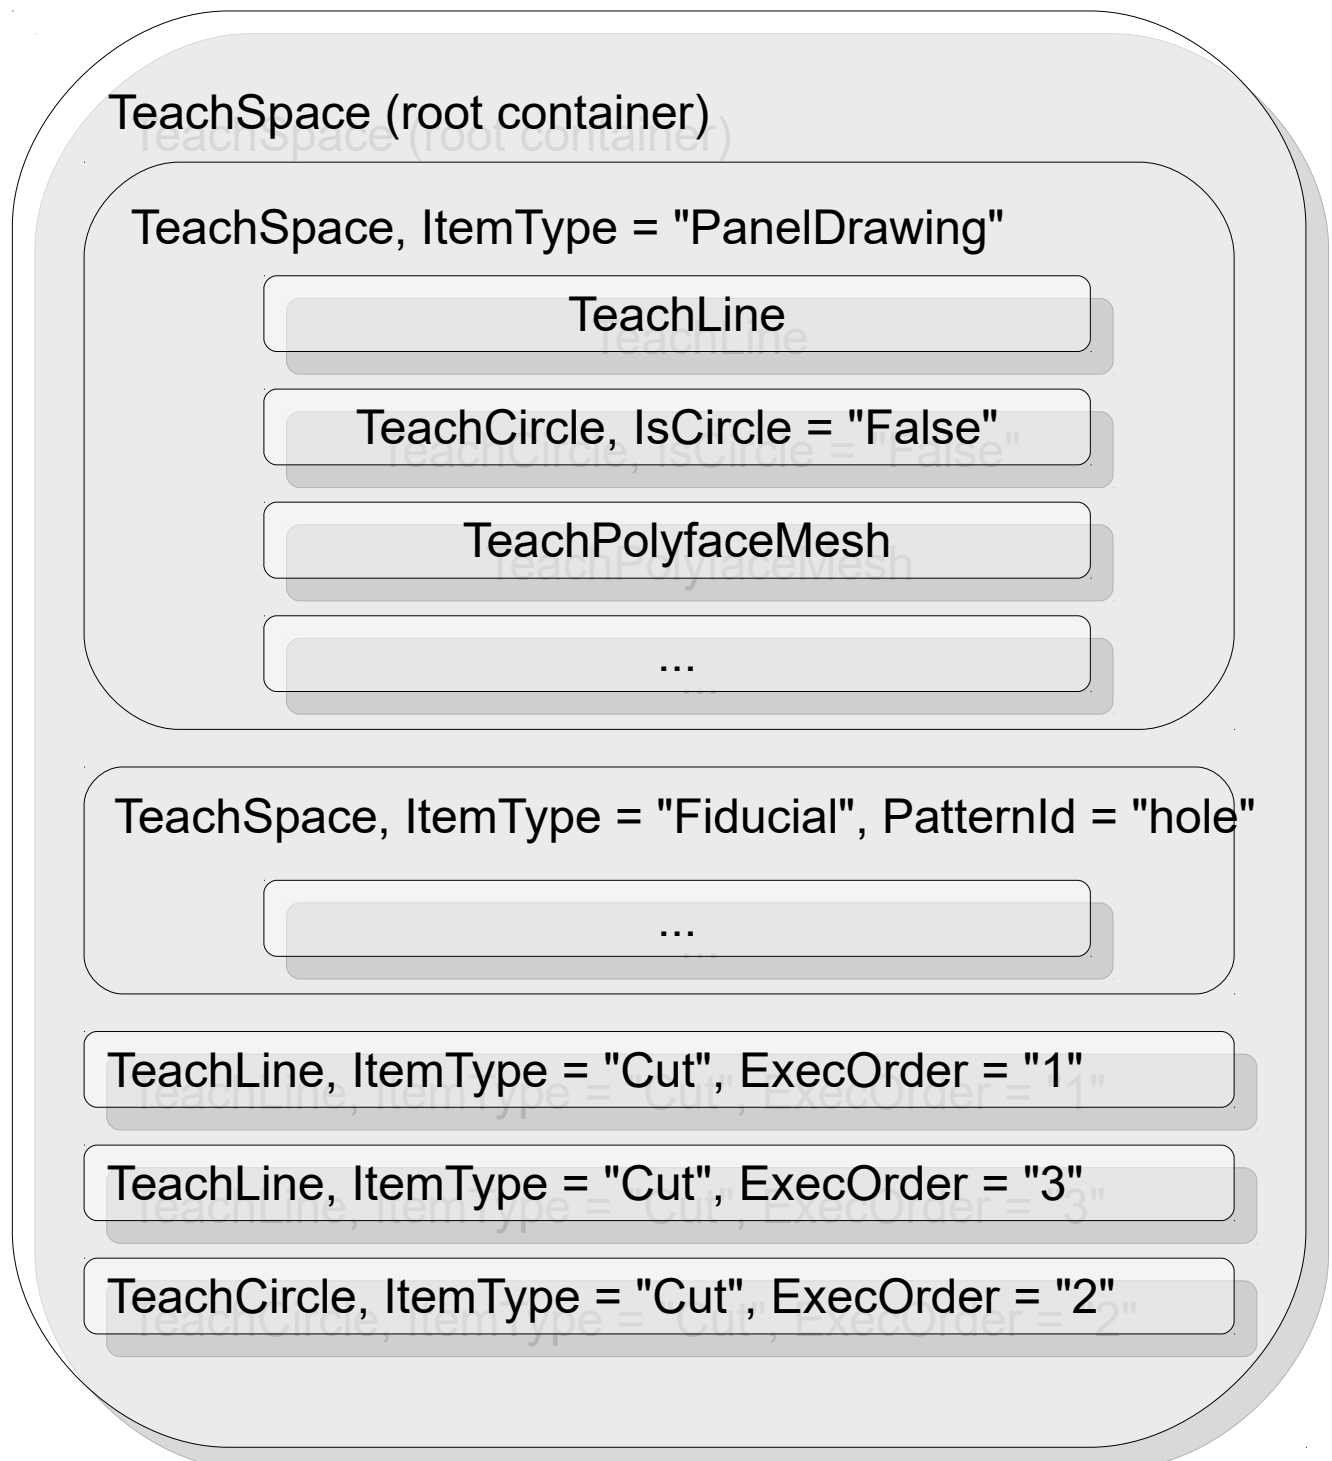 TeachSpace (root container)
TeachSpace, ItemType = "PanelDrawing"
TeachLine
TeachCircle, IsCircle = "False"
TeachPolyfaceMesh
...
TeachSpace, ItemType = "Fiducial", PatternId = "hole"
...
TeachLine, ItemType = "Cut", ExecOrder = "1"
TeachLine, ItemType = "Cut", ExecOrder = "3"
TeachCircle, ItemType = "Cut", ExecOrder = "2"